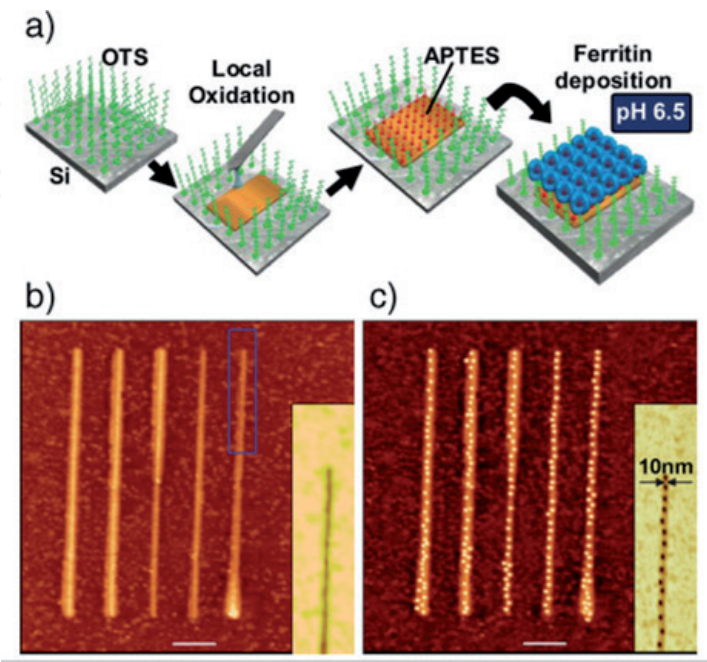 a)
OTS
Local
Oxidation
APTES
Ferritin
deposition
pH 6.5
Si
b)
c)
10nm